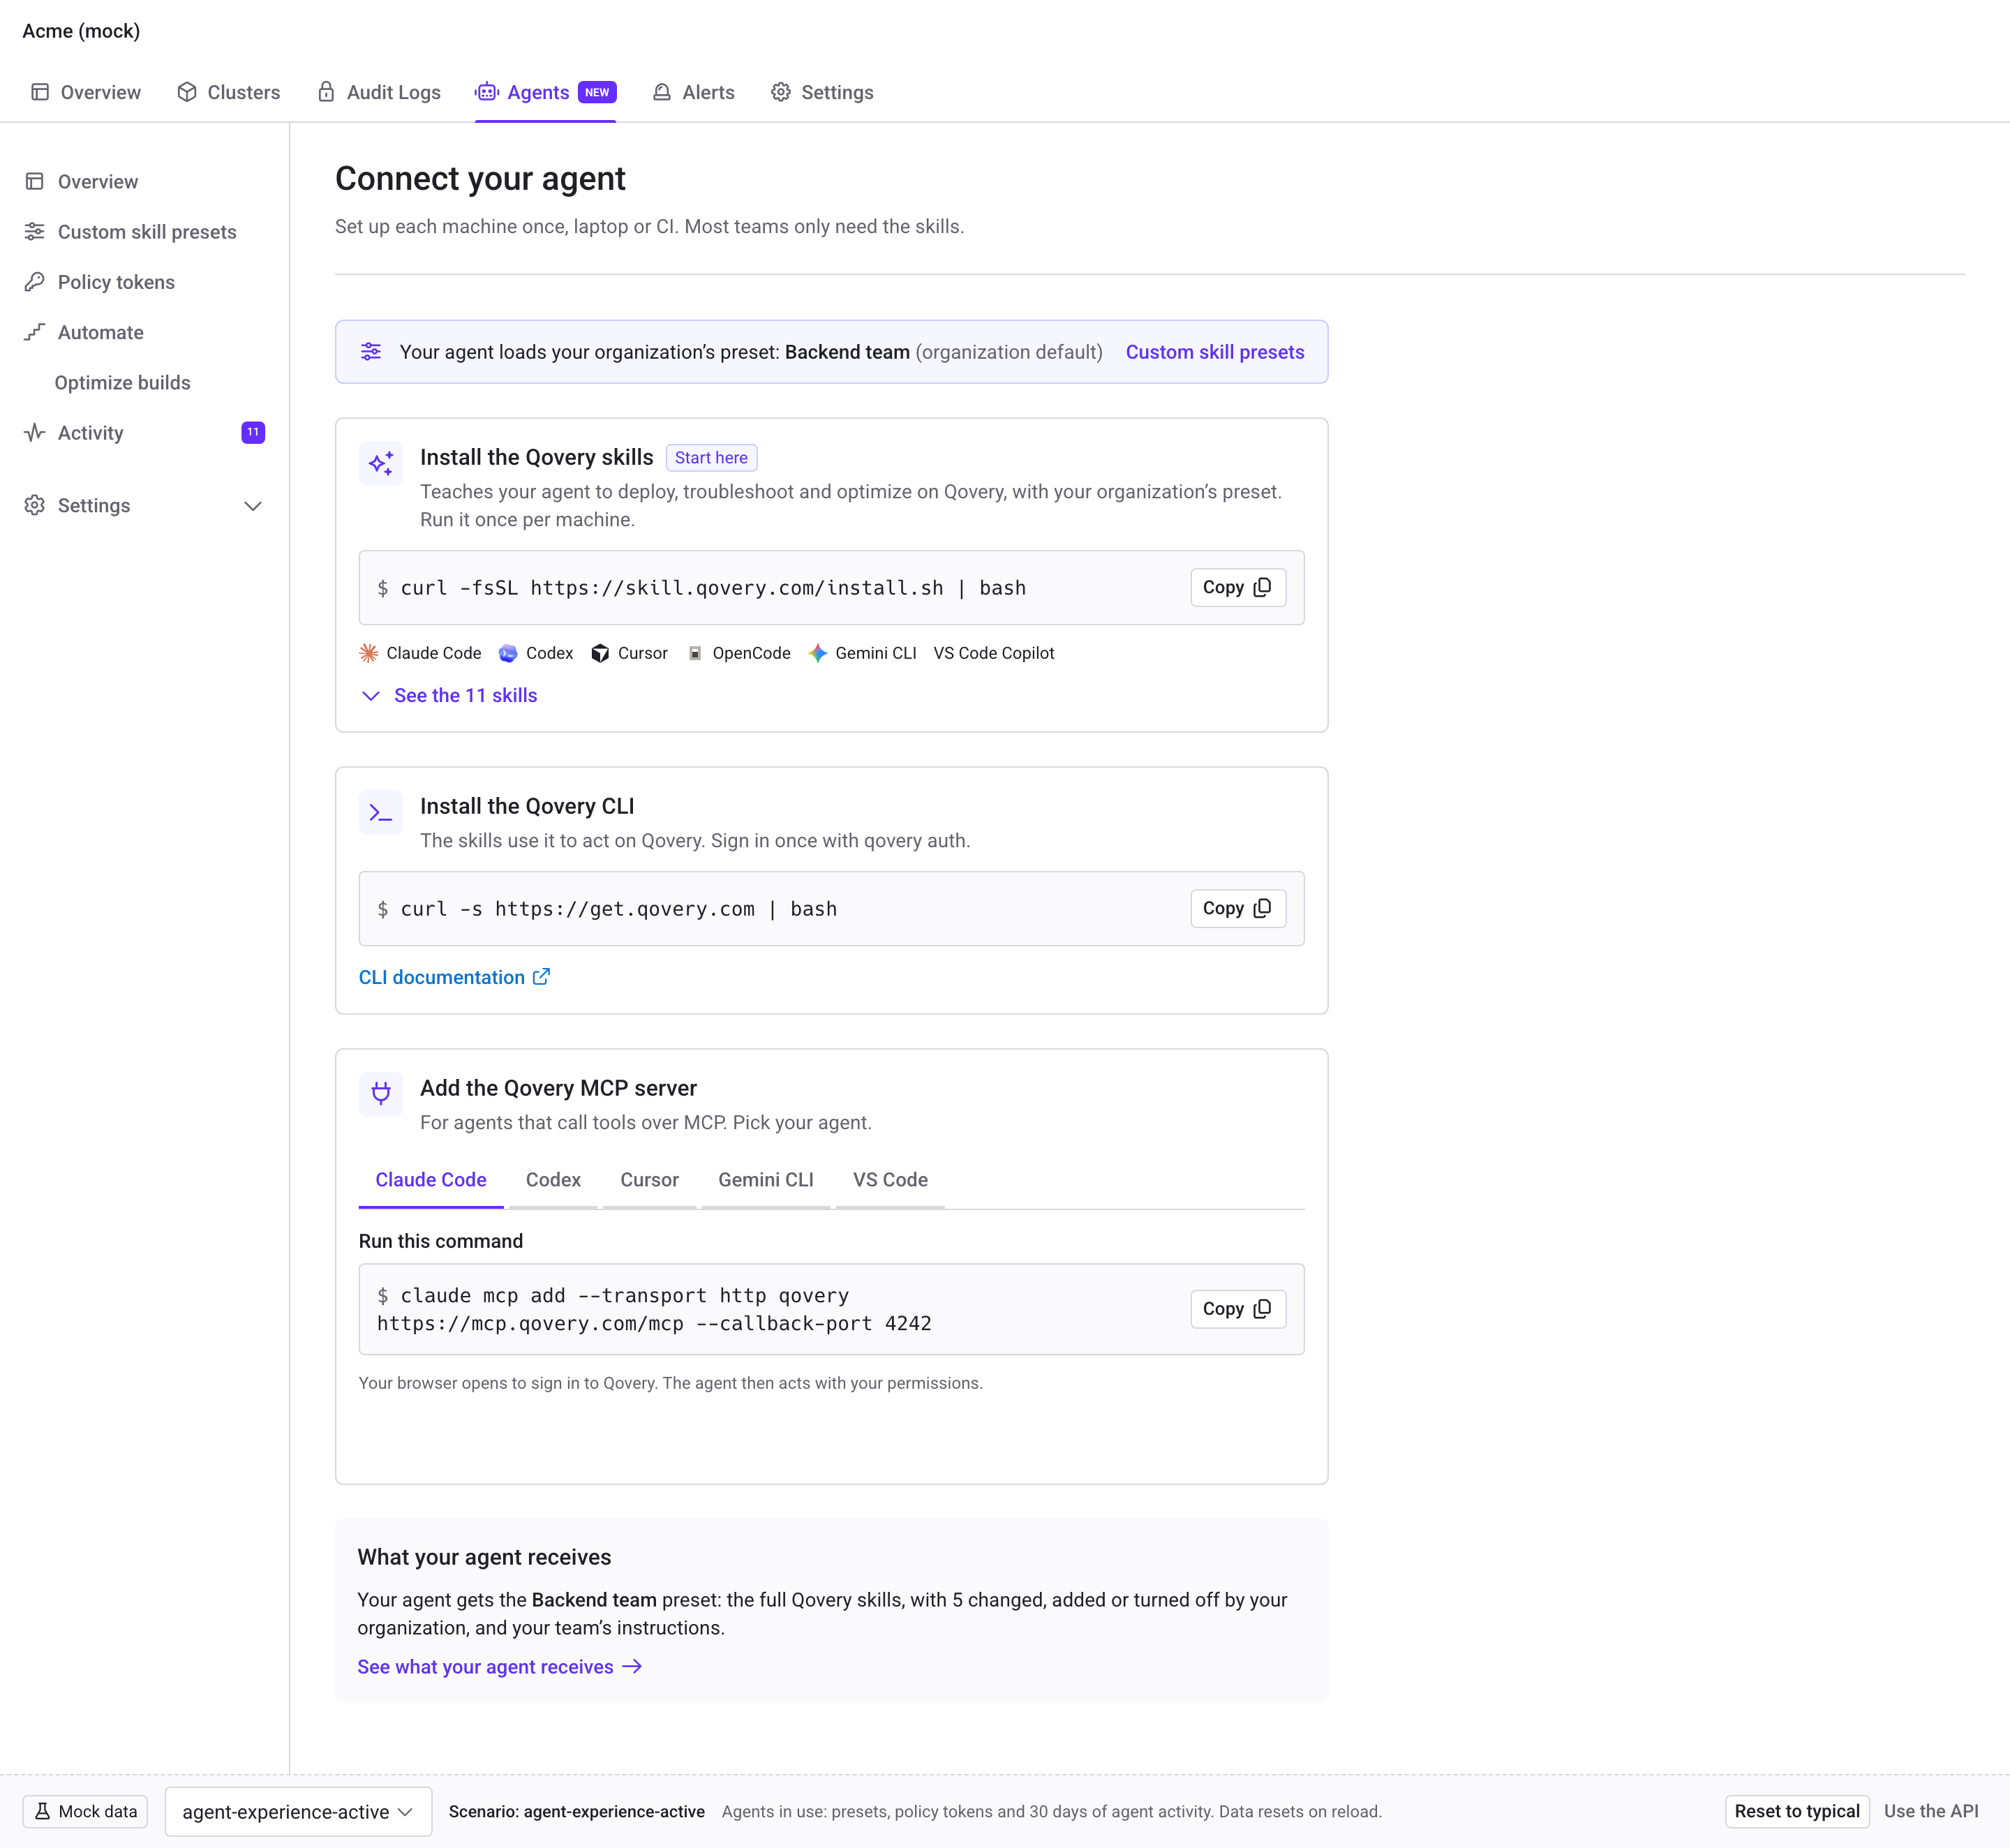 Acme (mock)
Overview
Clusters
Audit Logs
Agents NEW
Alerts
Settings
Overview
Custom skill presets
Policy tokens
Automate
Optimize builds
Activity 11
Settings
Connect your agent
Set up each machine once, laptop or CI. Most teams only need the skills.
Your agent loads your organization’s preset: Backend team (organization default) Custom skill presets
Install the Qovery skills Start here
Teaches your agent to deploy, troubleshoot and optimize on Qovery, with your organization’s preset.
Run it once per machine.
$ curl -fsSL https://skill.qovery.com/install.sh | bash
Copy
Claude Code Codex Cursor OpenCode Gemini CLI VS Code Copilot
See the 11 skills
Install the Qovery CLI
The skills use it to act on Qovery. Sign in once with qovery auth.
$ curl -s https://get.qovery.com | bash
Copy
CLI documentation
Add the Qovery MCP server
For agents that call tools over MCP. Pick your agent.
Claude Code Codex Cursor Gemini CLI VS Code
Run this command
$ claude mcp add --transport http qovery
https://mcp.qovery.com/mcp --callback-port 4242
Copy
Your browser opens to sign in to Qovery. The agent then acts with your permissions.
What your agent receives
Your agent gets the Backend team preset: the full Qovery skills, with 5 changed, added or turned off by your
organization, and your team’s instructions.
See what your agent receives
Mock data
agent-experience-active
Scenario: agent-experience-active Agents in use: presets, policy tokens and 30 days of agent activity. Data resets on reload.
Reset to typical
Use the API